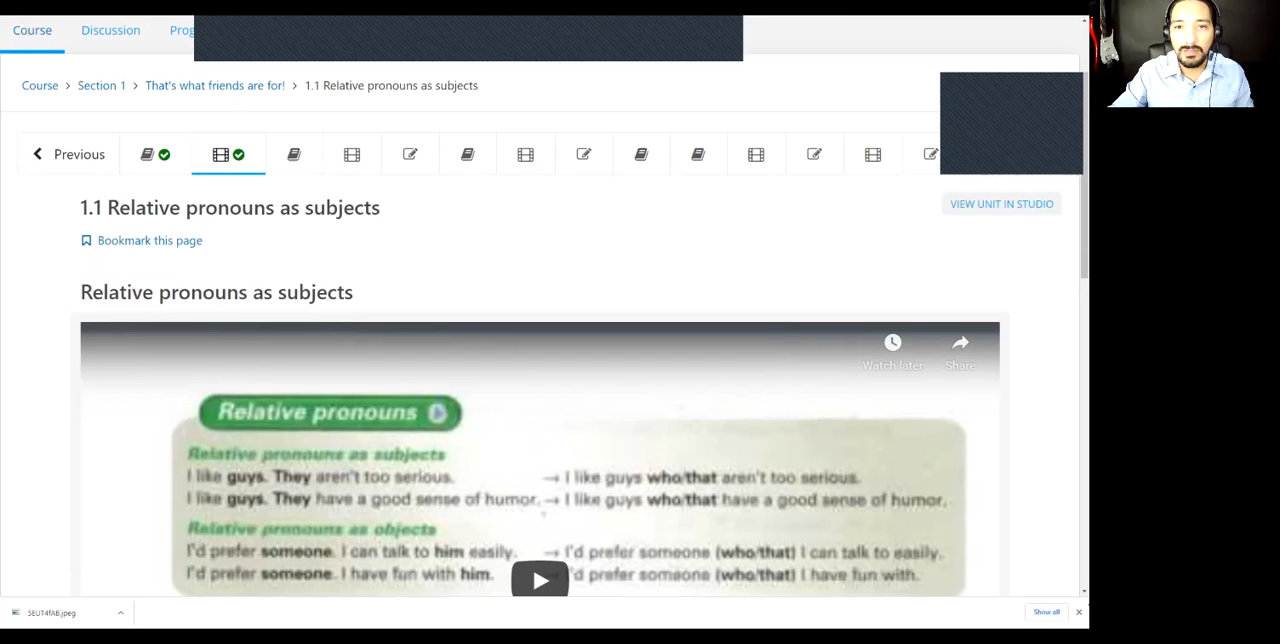 Course Discussion
Course > Section 1 > That's what friends are for! > 1.1 Relative pronouns as subjects
Previous
1.1 Relative pronouns as subjects
VIEW UNIT IN STUDIO
Bookmark this page
Relative pronouns as subjects
Watch later Share
Relative pronouns
Relative pronouns as subjects
I like guys. They aren't too serious. → I like guys who/that aren't too serious.
I like guys. They have a good sense of humor. → I like guys who/that have a good sense of humor.
Relative pronouns as objects
I'd prefer someone. I can talk to him easily. → I'd prefer someone (who/that) I can talk to easily.
I'd prefer someone. I have fun with him. I'd prefer someone (who/that) I have fun with.
5EUT4fAB.jpeg
Show all